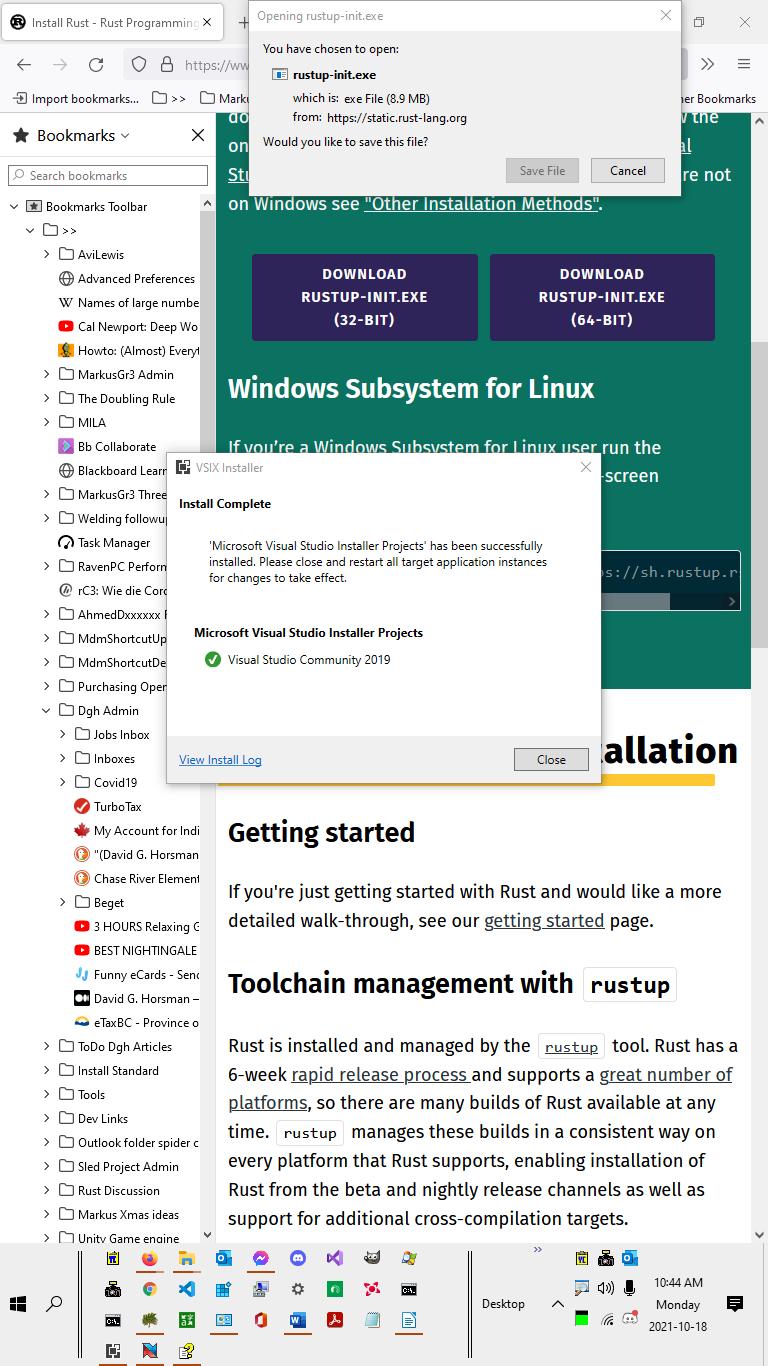 Install Rust - Rust Programming
Opening rustup-init.exe
You have chosen to open:
rustup-init.exe
which is: exe File (8.9 MB)
from: https://static.rust-lang.org
Would you like to save this file?
Save File
Cancel
https://ww
Import bookmarks...
>>
Marku
her Bookmarks
Bookmarks
Search bookmarks
Bookmarks Toolbar
>>
AviLewis
Advanced Preferences
Names of large numbe
Cal Newport: Deep Wo
Howto: (Almost) Everyt
MarkusGr3 Admin
The Doubling Rule
MILA
Bb Collaborate
Blackboard Learn
MarkusGr3 Three
Welding followup
Task Manager
RavenPC Perform
rC3: Wie die Coro
AhmedDxxxxxx F
MdmShortcutUp
MdmShortcutDe
Purchasing Oper
Dgh Admin
Jobs Inbox
Inboxes
Covid19
TurboTax
My Account for Indi
"(David G. Horsman
Chase River Element
Beget
3 HOURS Relaxing G
BEST NIGHTINGALE
Funny eCards - Send
David G. Horsman –
eTaxBC - Province o
ToDo Dgh Articles
Install Standard
Tools
Dev Links
Outlook folder spider c
Sled Project Admin
Rust Discussion
Markus Xmas ideas
Unity Game engine
do
w the
on
al
Stu
re not
on Windows see "Other Installation Methods".
DOWNLOAD
RUSTUP-INIT.EXE
(32-BIT)
DOWNLOAD
RUSTUP-INIT.EXE
(64-BIT)
Windows Subsystem for Linux
If you’re a Windows Subsystem for Linux user run the
-screen
ps://sh.rustup.r
VSIX Installer
Install Complete
'Microsoft Visual Studio Installer Projects' has been successfully
installed. Please close and restart all target application instances
for changes to take effect.
Microsoft Visual Studio Installer Projects
Visual Studio Community 2019
View Install Log
Close
tallation
Getting started
If you're just getting started with Rust and would like a more
detailed walk-through, see our getting started page.
Toolchain management with rustup
Rust is installed and managed by the rustup tool. Rust has a
6-week rapid release process and supports a great number of
platforms, so there are many builds of Rust available at any
time. rustup manages these builds in a consistent way on
every platform that Rust supports, enabling installation of
Rust from the beta and nightly release channels as well as
support for additional cross-compilation targets.
Desktop
10:44 AM
Monday
2021-10-18